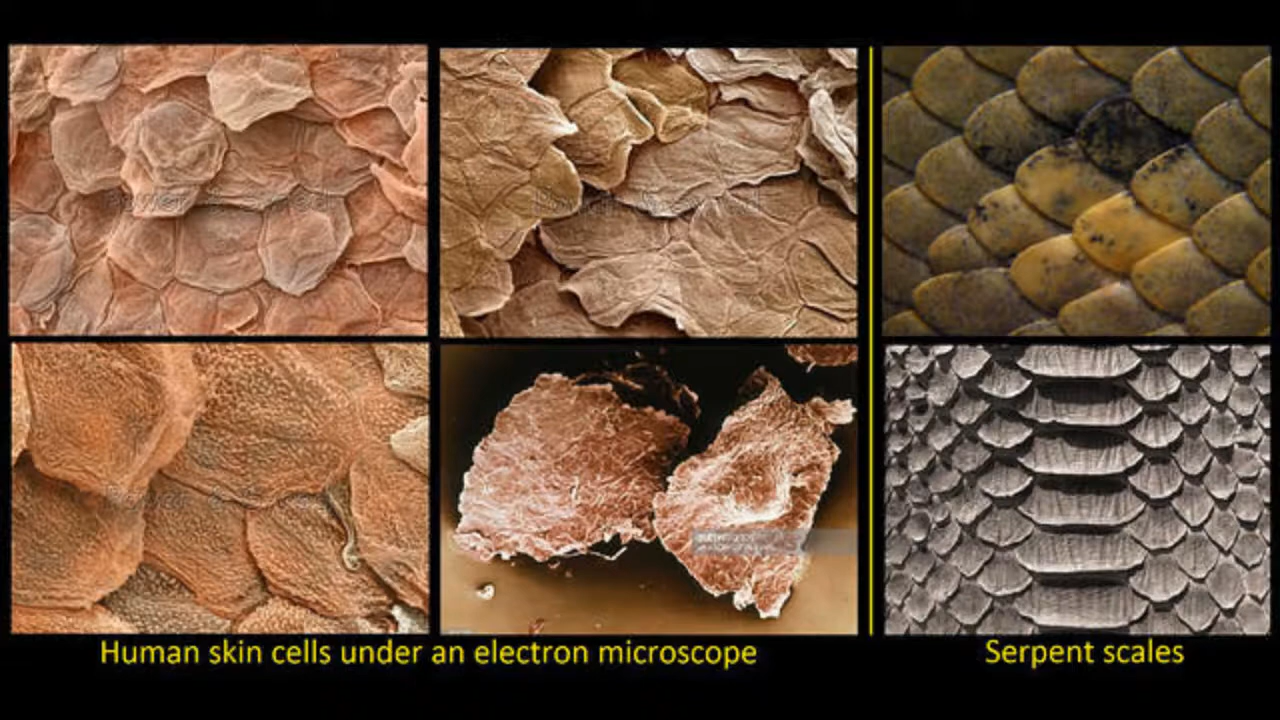 Human skin cells under an electron microscope
Serpent scales